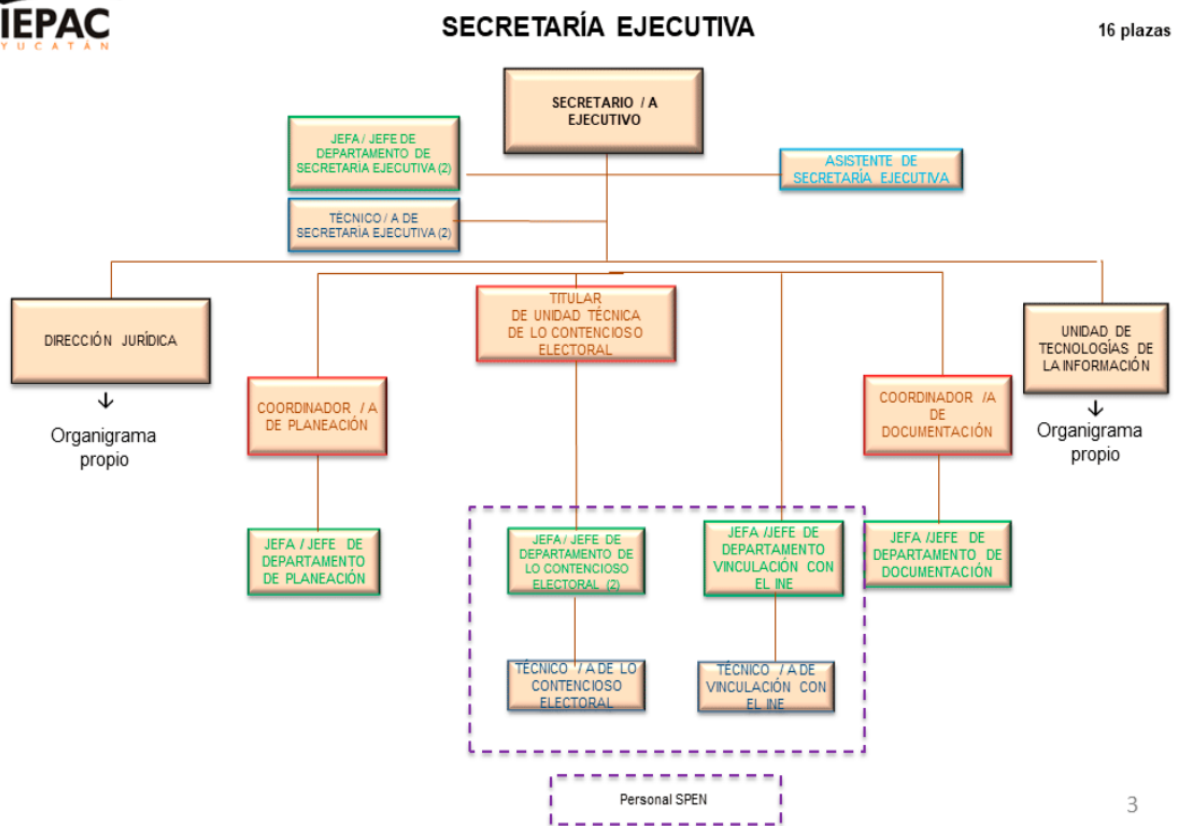 IEPAC
YUCATÁN
SECRETARÍA EJECUTIVA
16 plazas
SECRETARIO / A
EJECUTIVO
JEFA / JEFE DE
DEPARTAMENTO DE
SECRETARÍA EJECUTIVA (2)
ASISTENTE DE
SECRETARÍA EJECUTIVA
TÉCNICO / A DE
SECRETARÍA EJECUTIVA (2)
DIRECCIÓN JURÍDICA
Organigrama
propio
TITULAR
DE UNIDAD TÉCNICA
DE LO CONTENCIOSO
ELECTORAL
UNIDAD DE
TECNOLOGÍAS DE
LA INFORMACIÓN
Organigrama
propio
COORDINADOR / A
DE PLANEACIÓN
COORDINADOR /A
DE
DOCUMENTACIÓN
JEFA / JEFE DE
DEPARTAMENTO
DE PLANEACIÓN
JEFA / JEFE DE
DEPARTAMENTO DE
LO CONTENCIOSO
ELECTORAL (2)
JEFA /JEFE DE
DEPARTAMENTO
VINCULACIÓN CON
EL INE
JEFA /JEFE DE
DEPARTAMENTO DE
DOCUMENTACIÓN
TÉCNICO / A DE LO
CONTENCIOSO
ELECTORAL
TÉCNICO / A DE
VINCULACIÓN CON
EL INE
Personal SPEN
3